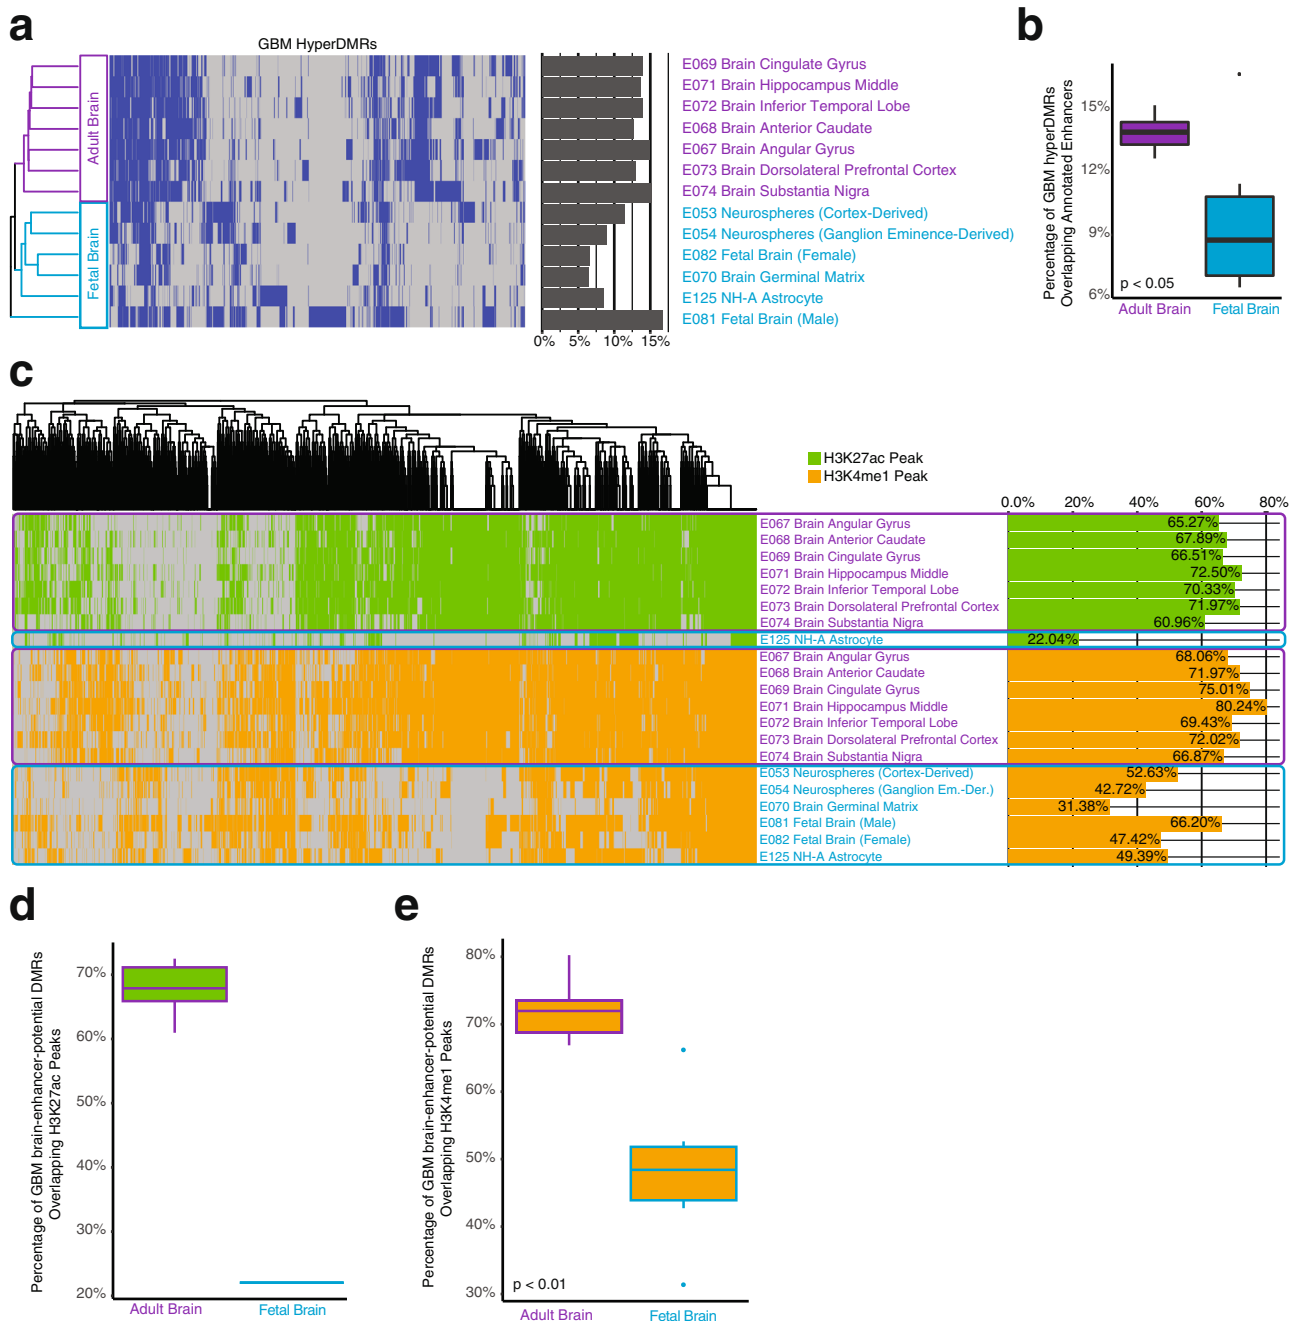 a
GBM HyperDMRs
Adult Brain
Fetal Brain
E069 Brain Cingulate Gyrus
E071 Brain Hippocampus Middle
E072 Brain Inferior Temporal Lobe
E068 Brain Anterior Caudate
E067 Brain Angular Gyrus
E073 Brain Dorsolateral Prefrontal Cortex
E074 Brain Substantia Nigra
E053 Neurospheres (Cortex-Derived)
E054 Neurospheres (Ganglion Eminence-Derived)
E082 Fetal Brain (Female)
E070 Brain Germinal Matrix
E125 NH-A Astrocyte
E081 Fetal Brain (Male)
0% 5% 10% 15%
b
Percentage of GBM hyperDMRs
Overlapping Annotated Enhancers
15%
12%
9%
6%
p < 0.05
Adult Brain Fetal Brain
c
H3K27ac Peak
H3K4me1 Peak
0.0% 20% 40% 60% 80%
E067 Brain Angular Gyrus 65.27%
E068 Brain Anterior Caudate 67.89%
E069 Brain Cingulate Gyrus 66.51%
E071 Brain Hippocampus Middle 72.50%
E072 Brain Inferior Temporal Lobe 70.33%
E073 Brain Dorsolateral Prefrontal Cortex 71.97%
E074 Brain Substantia Nigra 60.96%
E125 NH-A Astrocyte 22.04%
E067 Brain Angular Gyrus 68.06%
E068 Brain Anterior Caudate 71.97%
E069 Brain Cingulate Gyrus 75.01%
E071 Brain Hippocampus Middle 80.24%
E072 Brain Inferior Temporal Lobe 69.43%
E073 Brain Dorsolateral Prefrontal Cortex 72.02%
E074 Brain Substantia Nigra 66.87%
E053 Neurospheres (Cortex-Derived) 52.63%
E054 Neurospheres (Ganglion Em.-Der.) 42.72%
E070 Brain Germinal Matrix 31.38%
E081 Fetal Brain (Male) 66.20%
E082 Fetal Brain (Female) 47.42%
E125 NH-A Astrocyte 49.39%
d
Percentage of GBM brain-enhancer-potential DMRs
Overlapping H3K27ac Peaks
70%
60%
50%
40%
30%
20%
Adult Brain Fetal Brain
e
Percentage of GBM brain-enhancer-potential DMRs
Overlapping H3K4me1 Peaks
80%
70%
60%
50%
40%
30%
p < 0.01
Adult Brain Fetal Brain